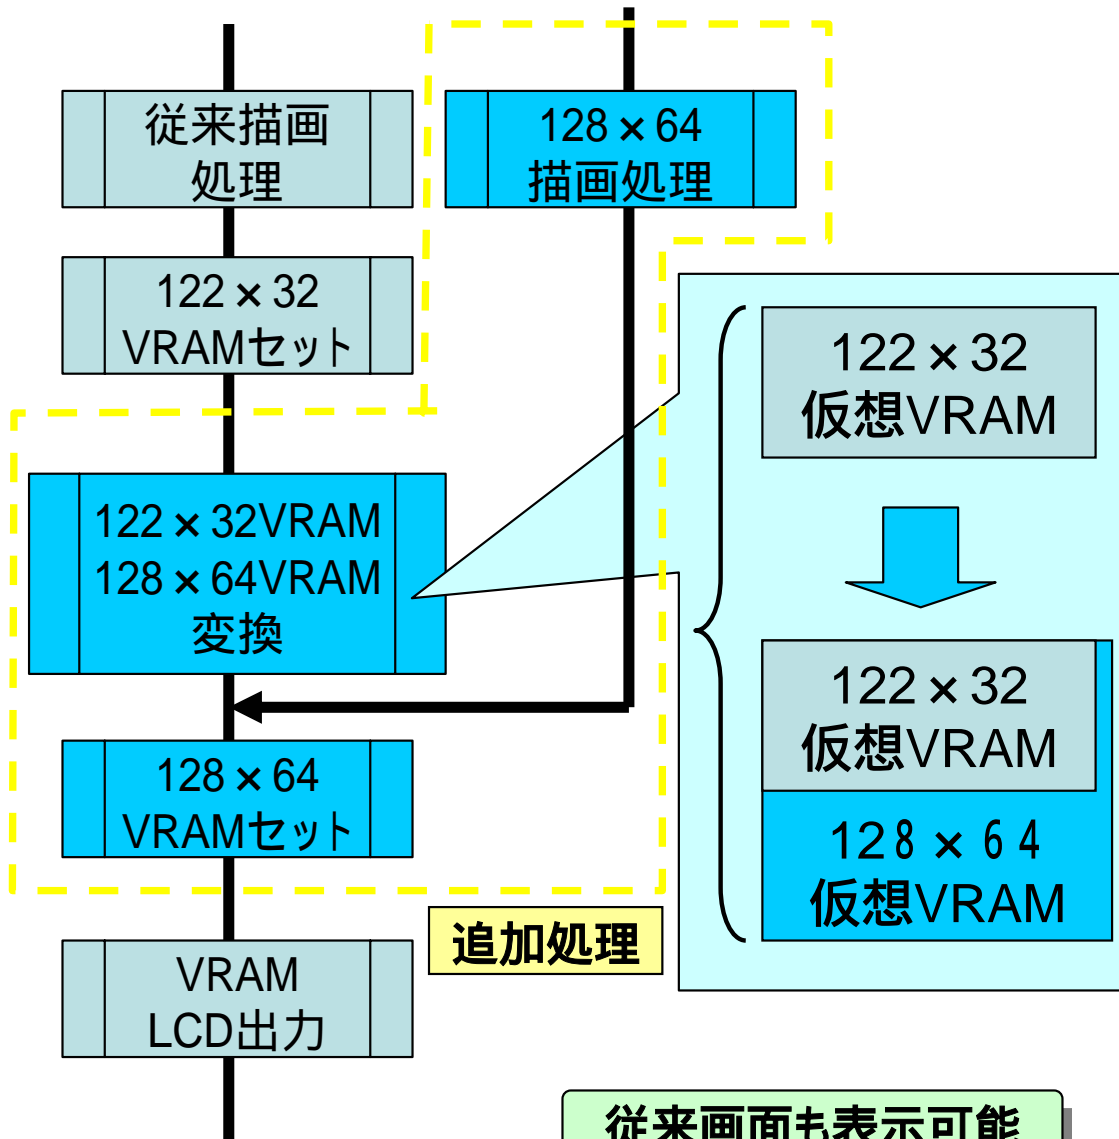 従来描画
処理
128×64
描画処理
122×32
VRAMセット
122×32VRAM
128×64VRAM
変換
128×64
VRAMセット
VRAM
LCD出力
追加処理
122×32
仮想VRAM
122×32
仮想VRAM
128×64
仮想VRAM
従来画面も表示可能